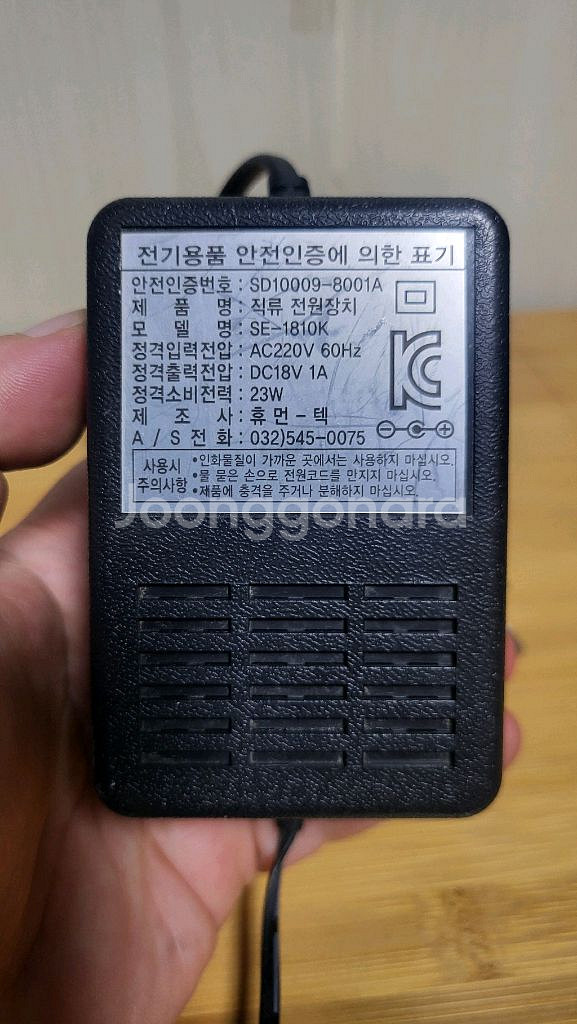 전기용품 안전인증에 의한 표기
안전인증번호 : SD10009-8001A
제 품 명 : 직류 전원장치
모 델 명 : SE-1810K
정격입력전압 : AC220V 60Hz
정격출력전압 : DC18V 1A
정격소비전력 : 23W
제 조 사 : 휴먼-텍
A / S 전 화 : 032)545-0075
사용시 주의사항
•인화물질이 가까운 곳에서는 사용하지 마십시오.
•물 묻은 손으로 전원코드를 만지지 마십시오.
•제품에 충격을 주거나 분해하지 마십시오.
Joonggonara